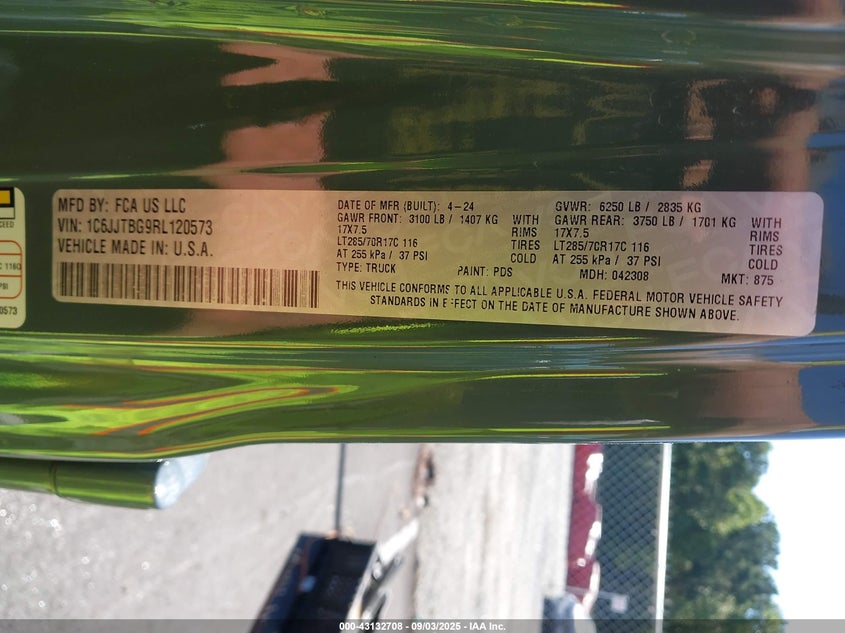 CEED
C 116Q
PSI
0573
MFD BY: FCA US LLC
VIN: 1C6JJTBG9RL120573
VEHICLE MADE IN: U.S.A.
DATE OF MFR (BUILT): 4-24
GAWR FRONT: 3100 LB / 1407 KG WITH
17X7.5 RIMS
LT285/70R17C 116 TIRES
AT 255 kPa / 37 PSI COLD
TYPE: TRUCK PAINT: PDS
GVWR: 6250 LB / 2835 KG
GAWR REAR: 3750 LB / 1701 KG WITH
17X7.5 RIMS
LT285/70R17C 116 TIRES
AT 255 kPa / 37 PSI COLD
MDH: 042308 MKT: 875
THIS VEHICLE CONFORMS TO ALL APPLICABLE U.S.A. FEDERAL MOTOR VEHICLE SAFETY
STANDARDS IN EFFECT ON THE DATE OF MANUFACTURE SHOWN ABOVE.
000-43132708 - 09/03/2025 - IAA Inc.